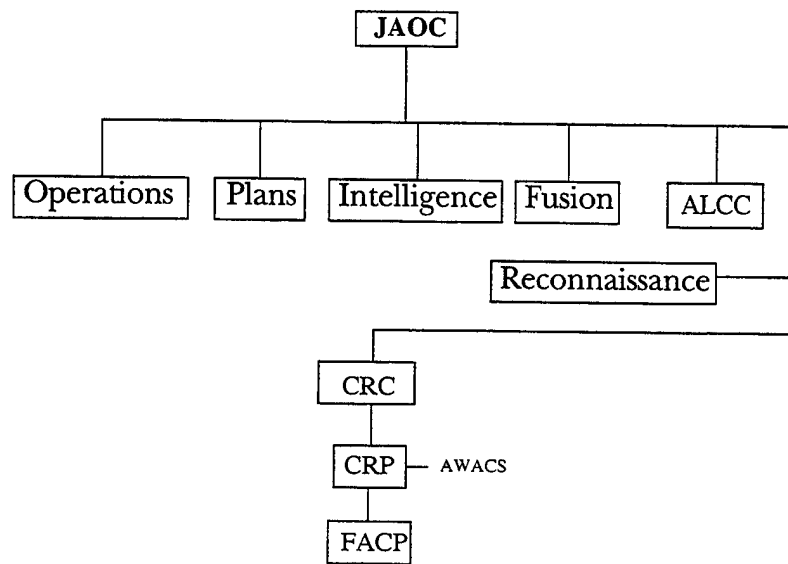 JAOC
Operations
Plans
Intelligence
Fusion
ALCC
Reconnaissance
CRC
CRP
AWACS
FACP